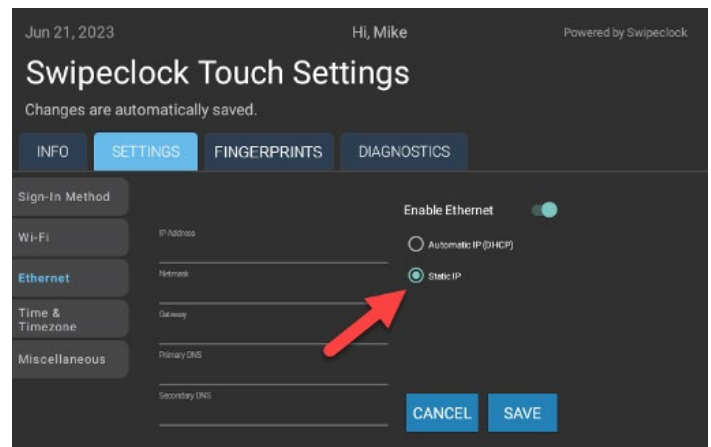 Jun 21, 2023 Hi, Mike Powered by Swipeclock
Swipeclock Touch Settings
Changes are automatically saved.
INFO SETTINGS FINGERPRINTS DIAGNOSTICS
Sign-In Method
Wi-Fi
Ethernet
Time &
Timezone
Miscellaneous
IP Address
Netmask
Gateway
Primary DNS
Secondary DNS
Enable Ethernet
Automatic IP (DHCP)
Static IP
CANCEL SAVE